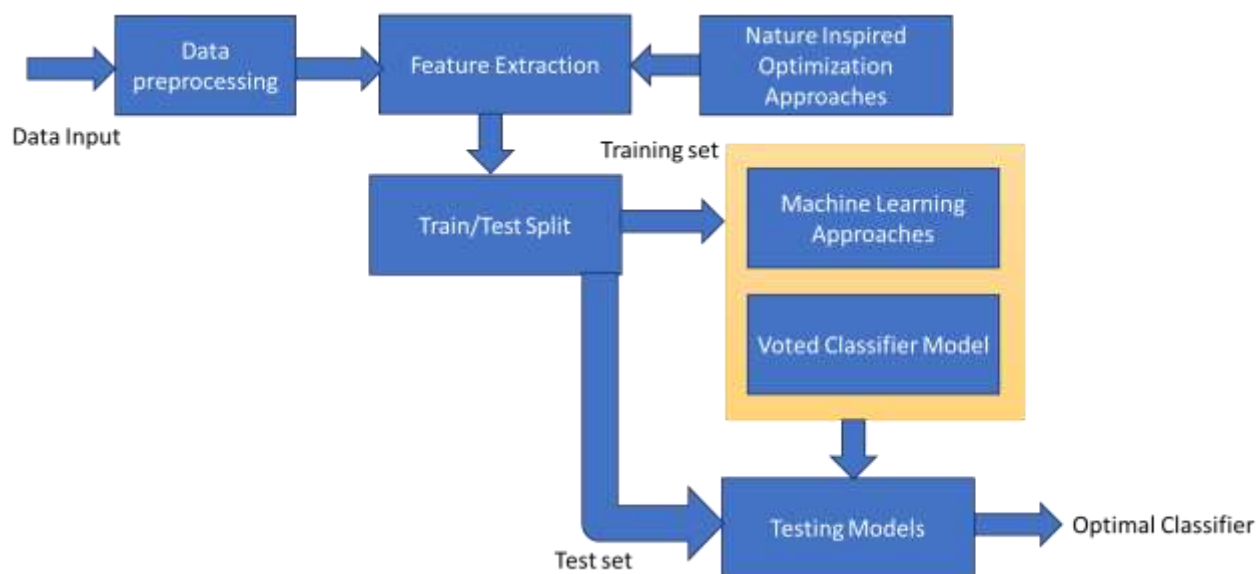 Data
preprocessing
Feature Extraction
Nature Inspired
Optimization
Approaches
Data Input
Training set
Train/Test Split
Machine Learning
Approaches
Voted Classifier Model
Testing Models
Optimal Classifier
Test set